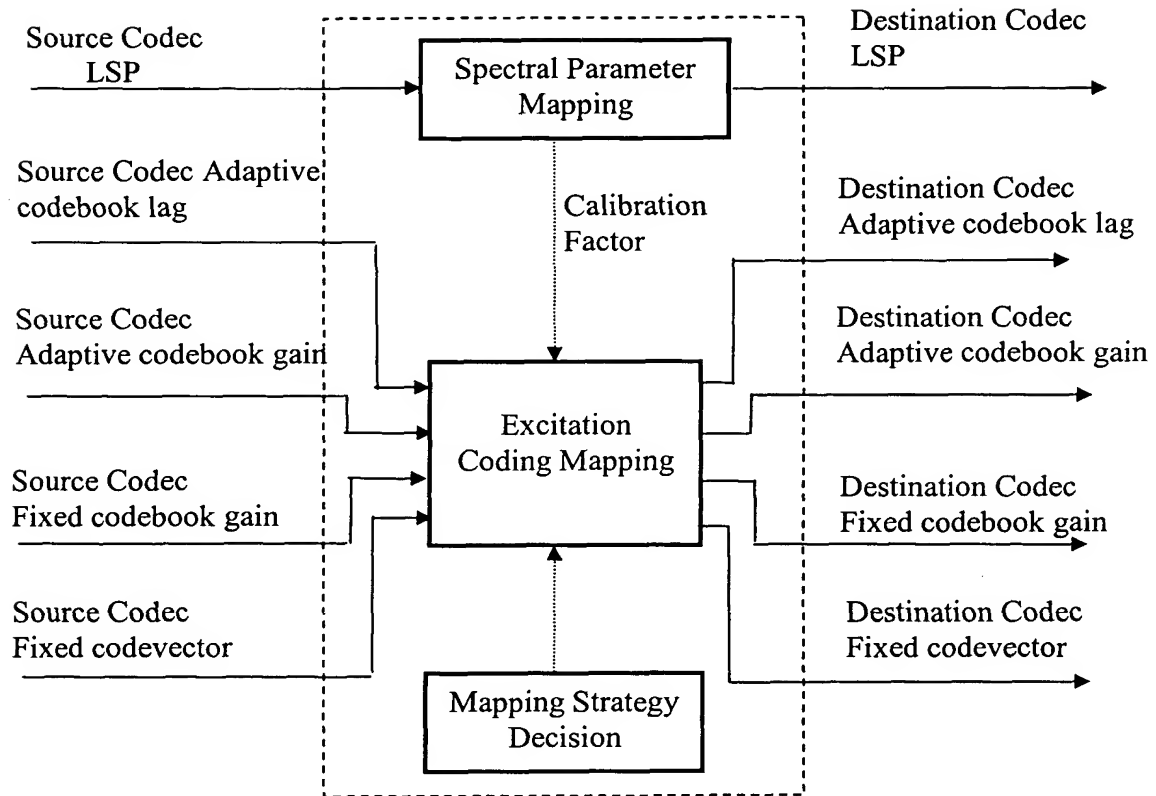 Source Codec
LSP
Spectral Parameter
Mapping
Destination Codec
LSP
Source Codec Adaptive
codebook lag
Calibration
Factor
Destination Codec
Adaptive codebook lag
Source Codec
Adaptive codebook gain
Destination Codec
Adaptive codebook gain
Excitation
Coding Mapping
Source Codec
Fixed codebook gain
Destination Codec
Fixed codebook gain
Source Codec
Fixed codevector
Destination Codec
Fixed codevector
Mapping Strategy
Decision